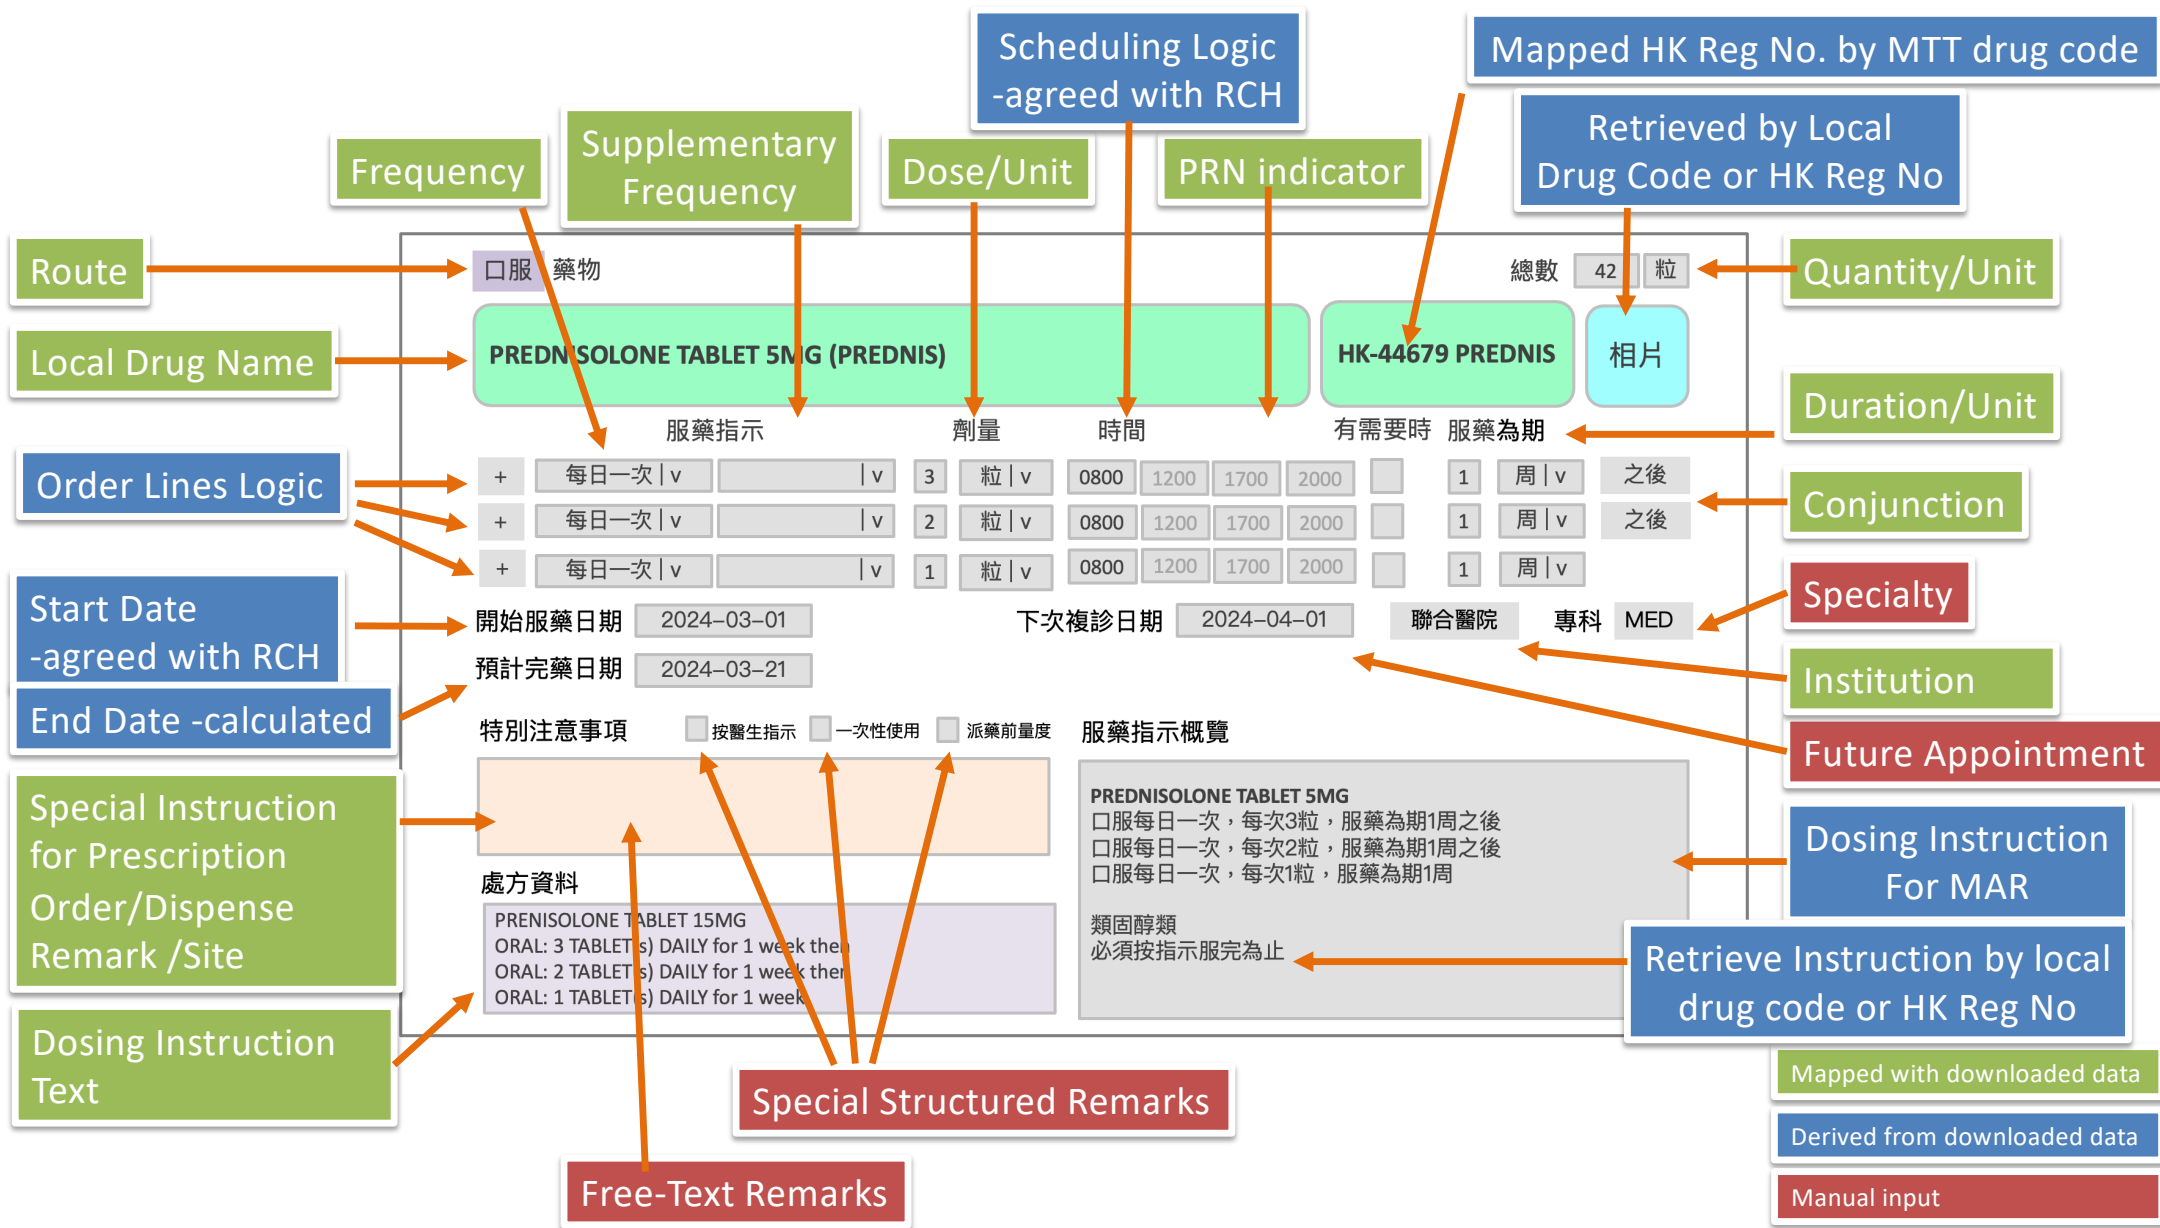 Scheduling Logic
-agreed with RCH
Mapped HK Reg No. by MTT drug code
Retrieved by Local
Drug Code or HK Reg No
Frequency
Supplementary
Frequency
Dose/Unit
PRN indicator
Route
口服 藥物
總數 42 粒
Quantity/Unit
Local Drug Name
PREDNISOLONE TABLET 5MG (PREDNIS)
HK-44679 PREDNIS
相片
Duration/Unit
服藥指示 劑量 時間 有需要時 服藥為期
Order Lines Logic
+ 每日一次 | v | v 3 粒 | v 0800 1200 1700 2000 1 周 | v 之後
+ 每日一次 | v | v 2 粒 | v 0800 1200 1700 2000 1 周 | v 之後
+ 每日一次 | v | v 1 粒 | v 0800 1200 1700 2000 1 周 | v
Conjunction
Start Date
-agreed with RCH
開始服藥日期 2024-03-01 下次複診日期 2024-04-01 聯合醫院 專科 MED
Specialty
預計完藥日期 2024-03-21
Institution
End Date -calculated
Future Appointment
特別注意事項 按醫生指示 一次性使用 派藥前量度
服藥指示概覽
Special Instruction
for Prescription
Order/Dispense
Remark /Site
PREDNISOLONE TABLET 5MG
口服每日一次，每次3粒，服藥為期1周之後
口服每日一次，每次2粒，服藥為期1周之後
口服每日一次，每次1粒，服藥為期1周
類固醇類
必須按指示服完為止
Dosing Instruction
For MAR
處方資料
PRENISOLONE TABLET 15MG
ORAL: 3 TABLET(s) DAILY for 1 week then
ORAL: 2 TABLET(s) DAILY for 1 week then
ORAL: 1 TABLET(s) DAILY for 1 week
Retrieve Instruction by local
drug code or HK Reg No
Dosing Instruction
Text
Special Structured Remarks
Free-Text Remarks
Mapped with downloaded data
Derived from downloaded data
Manual input